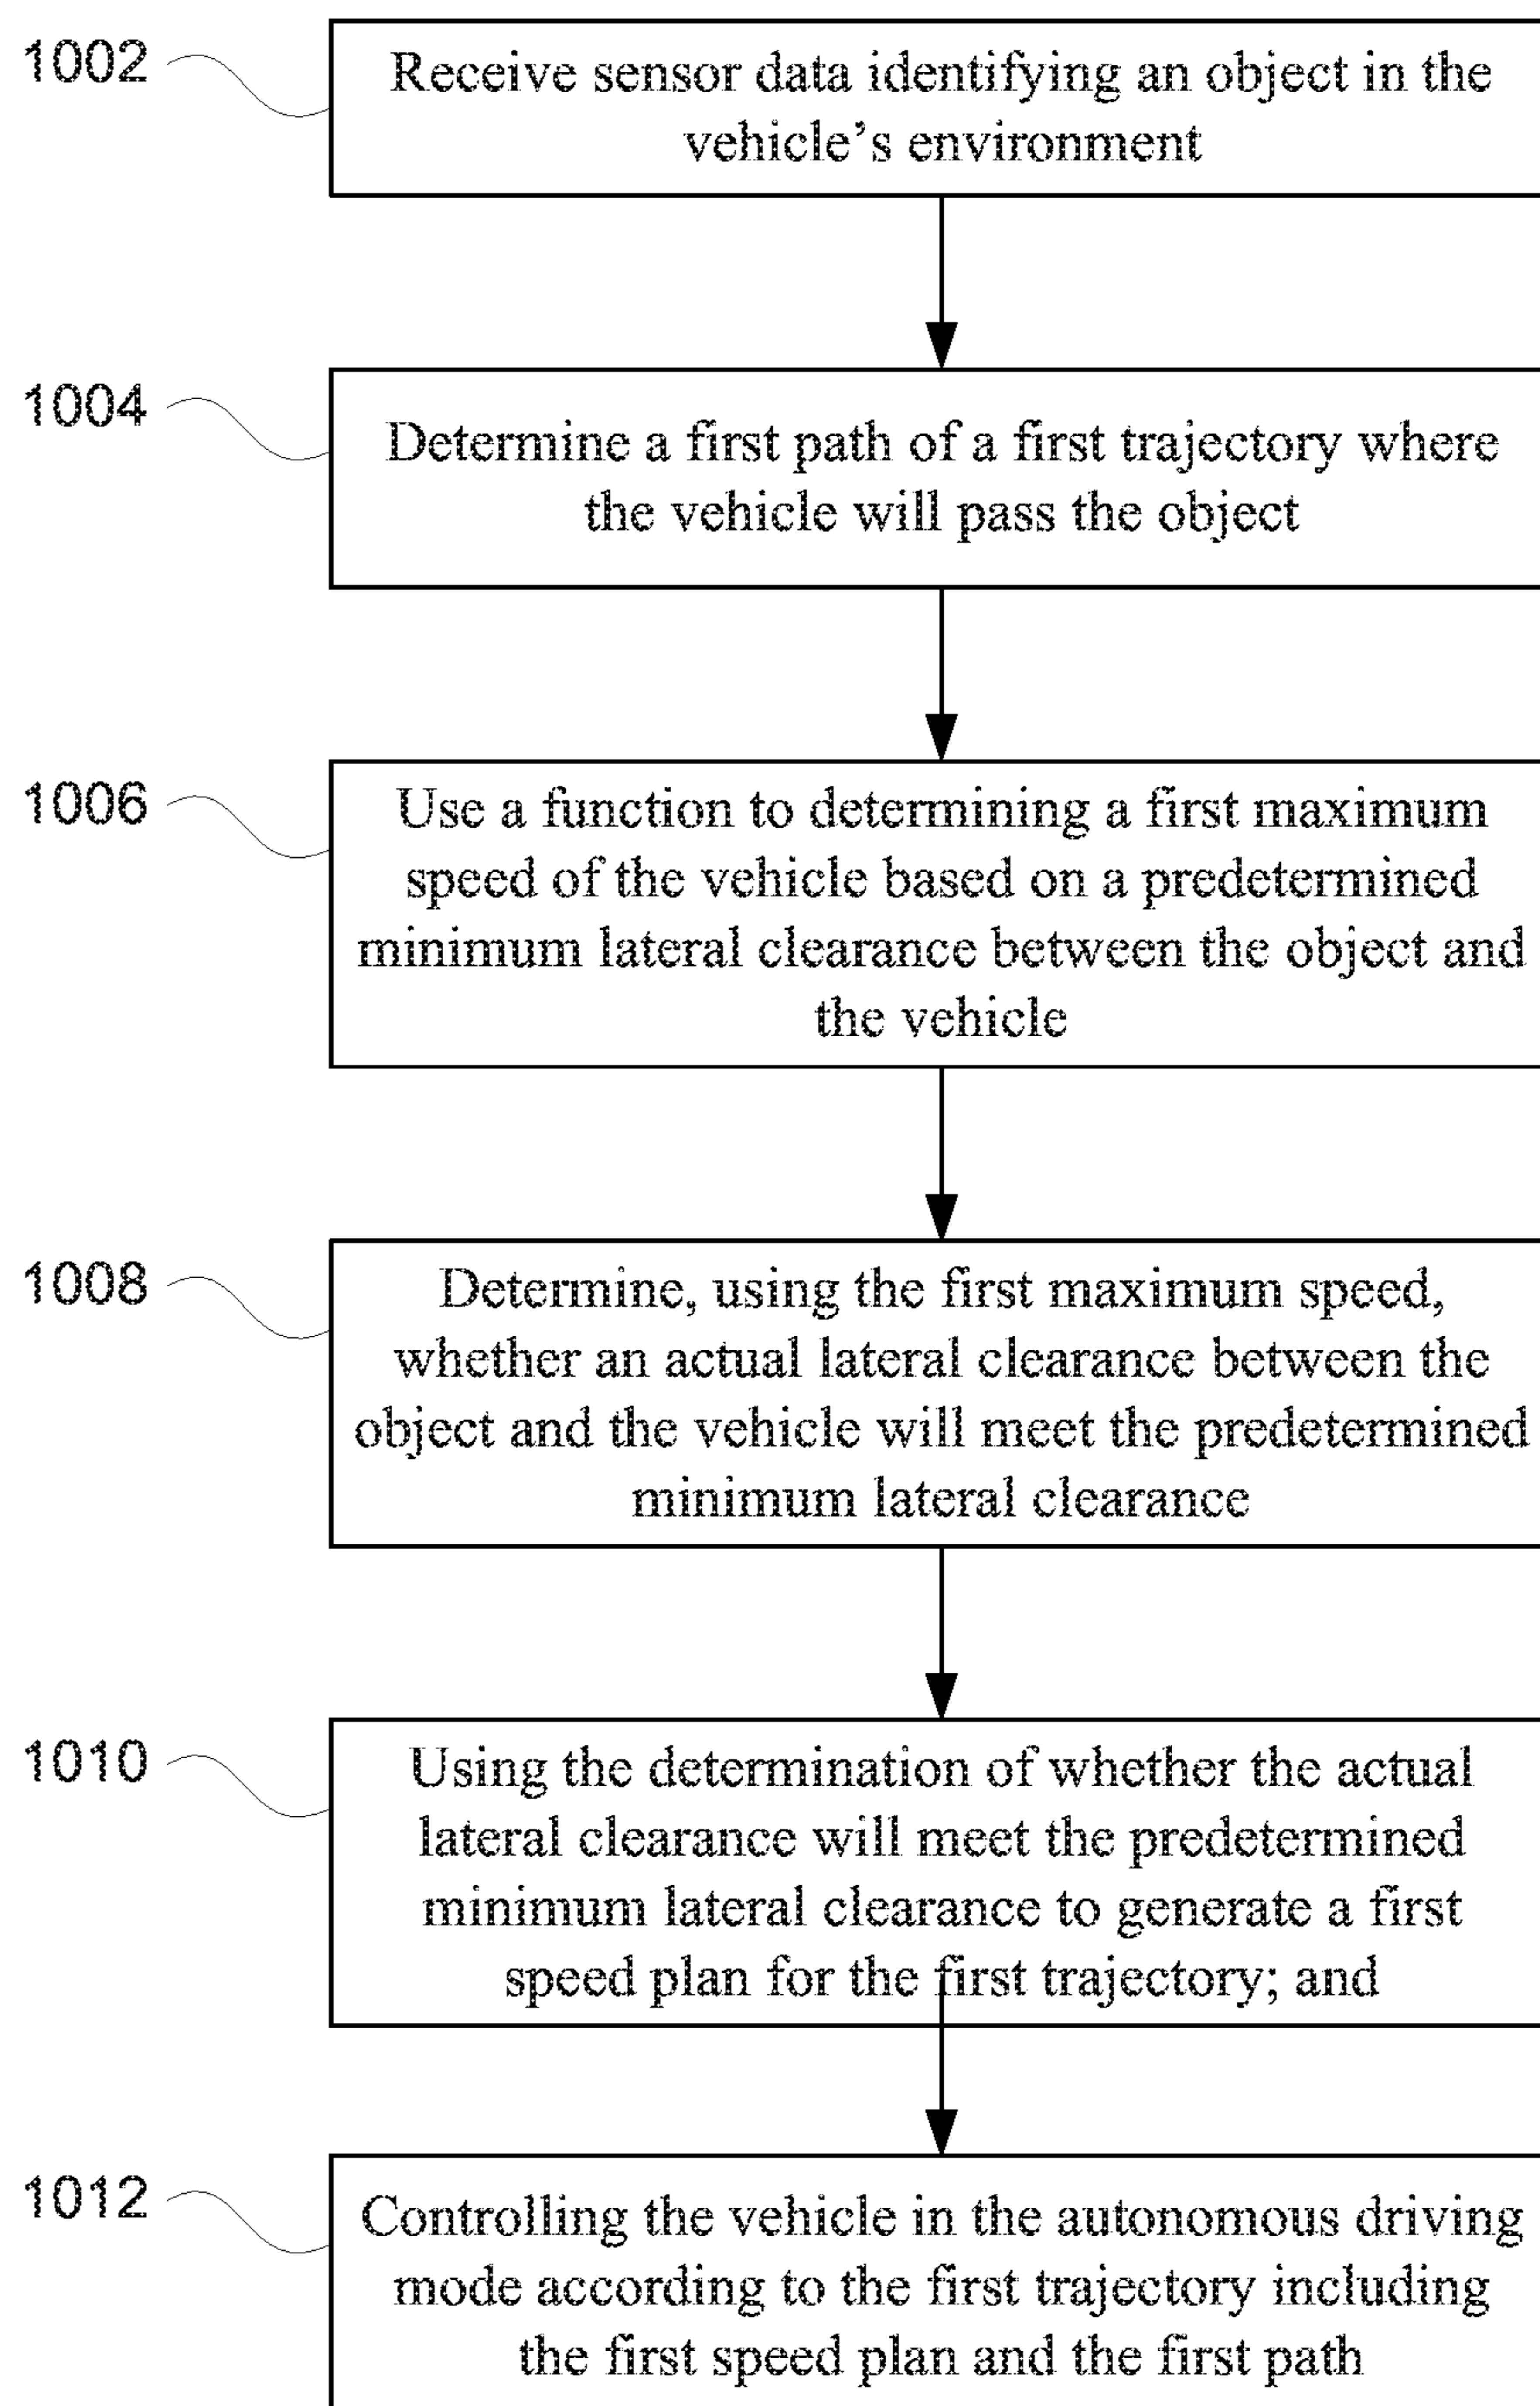 1002
Receive sensor data identifying an object in the
vehicle’s environment
1004
Determine a first path of a first trajectory where
the vehicle will pass the object
1006
Use a function to determining a first maximum
speed of the vehicle based on a predetermined
minimum lateral clearance between the object and
the vehicle
1008
Determine, using the first maximum speed,
whether an actual lateral clearance between the
object and the vehicle will meet the predetermined
minimum lateral clearance
1010
Using the determination of whether the actual
lateral clearance will meet the predetermined
minimum lateral clearance to generate a first
speed plan for the first trajectory; and
1012
Controlling the vehicle in the autonomous driving
mode according to the first trajectory including
the first speed plan and the first path